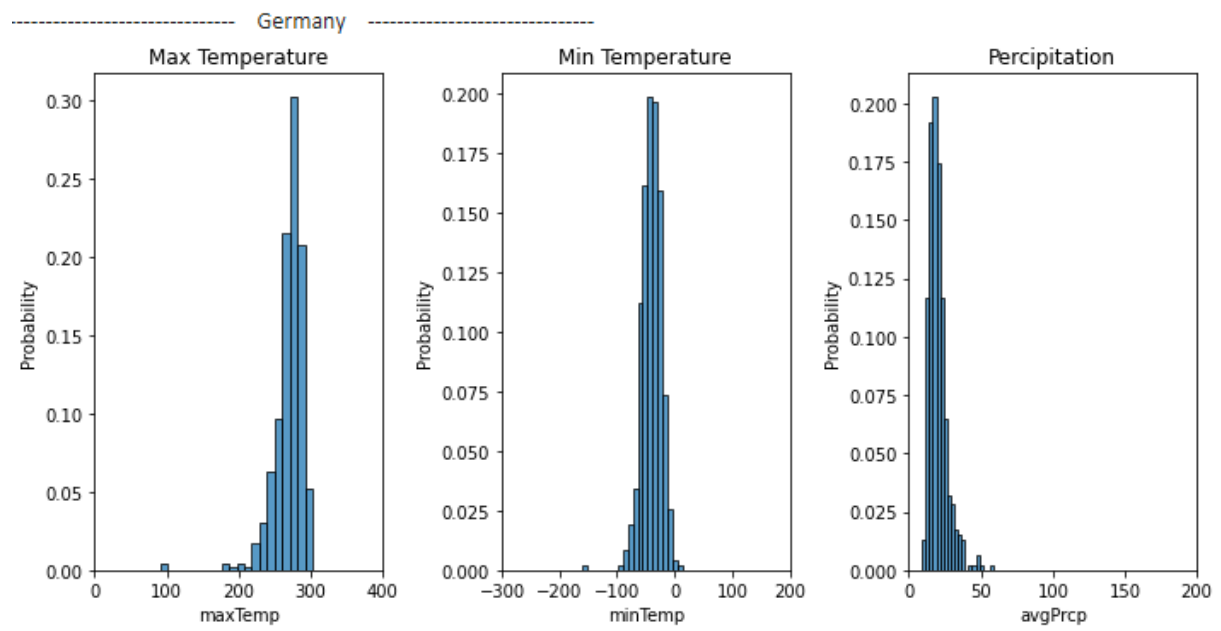 ------------------------------- Germany -------------------------------
Max Temperature
Probability
0.30
0.25
0.20
0.15
0.10
0.05
0.00
0 100 200 300 400
maxTemp
Min Temperature
Probability
0.200
0.175
0.150
0.125
0.100
0.075
0.050
0.025
0.000
−300 −200 −100 0 100 200
minTemp
Percipitation
Probability
0.200
0.175
0.150
0.125
0.100
0.075
0.050
0.025
0.000
0 50 100 150 200
avgPrcp